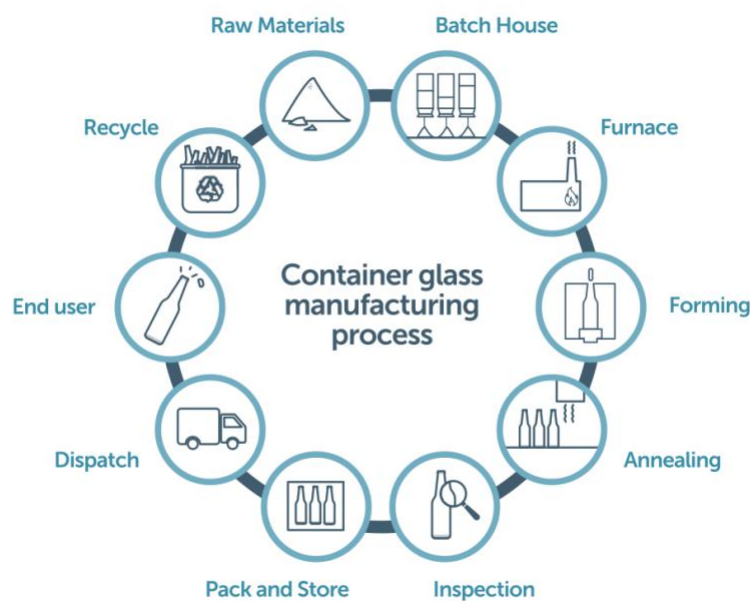 Raw Materials
Batch House
Recycle
Furnace
Container glass
manufacturing
process
End user
Forming
Dispatch
Annealing
Pack and Store
Inspection